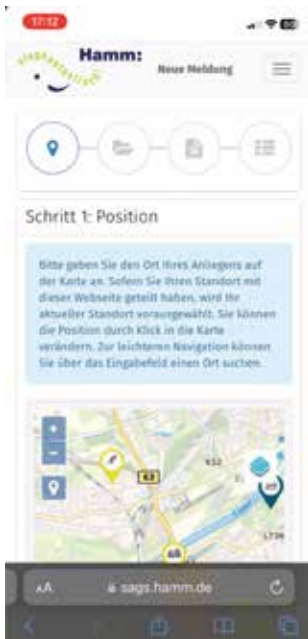 17:12
Hamm:
Neue Meldung
Schritt 1: Position
Bitte geben Sie den Ort Ihres Anliegens auf
der Karte an. Sofern Sie Ihren Standort mit
dieser Webseite geteilt haben, wird Ihr
aktueller Standort vorausgewählt. Sie können
die Position durch Klick in die Karte
verändern. Zur leichteren Navigation können
Sie über das Eingabefeld einen Ort suchen.
+
-
K32
L736
AA
sags.hamm.de